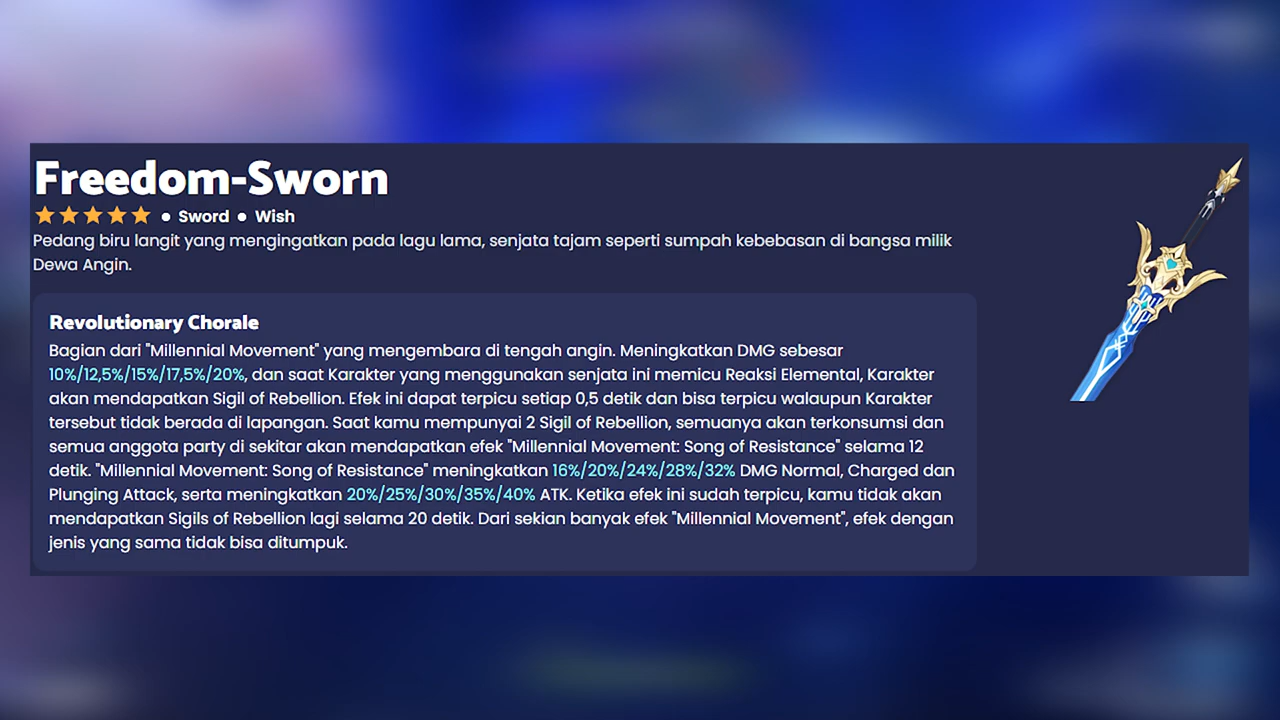 Freedom-Sworn
★★★★★ • Sword • Wish
Pedang biru langit yang mengingatkan pada lagu lama, senjata tajam seperti sumpah kebebasan di bangsa milik
Dewa Angin.
Revolutionary Chorale
Bagian dari "Millennial Movement" yang mengembara di tengah angin. Meningkatkan DMG sebesar
10%/12,5%/15%/17,5%/20%, dan saat Karakter yang menggunakan senjata ini memicu Reaksi Elemental, Karakter
akan mendapatkan Sigil of Rebellion. Efek ini dapat terpicu setiap 0,5 detik dan bisa terpicu walaupun Karakter
tersebut tidak berada di lapangan. Saat kamu mempunyai 2 Sigil of Rebellion, semuanya akan terkonsumsi dan
semua anggota party di sekitar akan mendapatkan efek "Millennial Movement: Song of Resistance" selama 12
detik. "Millennial Movement: Song of Resistance" meningkatkan 16%/20%/24%/28%/32% DMG Normal, Charged dan
Plunging Attack, serta meningkatkan 20%/25%/30%/35%/40% ATK. Ketika efek ini sudah terpicu, kamu tidak akan
mendapatkan Sigils of Rebellion lagi selama 20 detik. Dari sekian banyak efek "Millennial Movement", efek dengan
jenis yang sama tidak bisa ditumpuk.